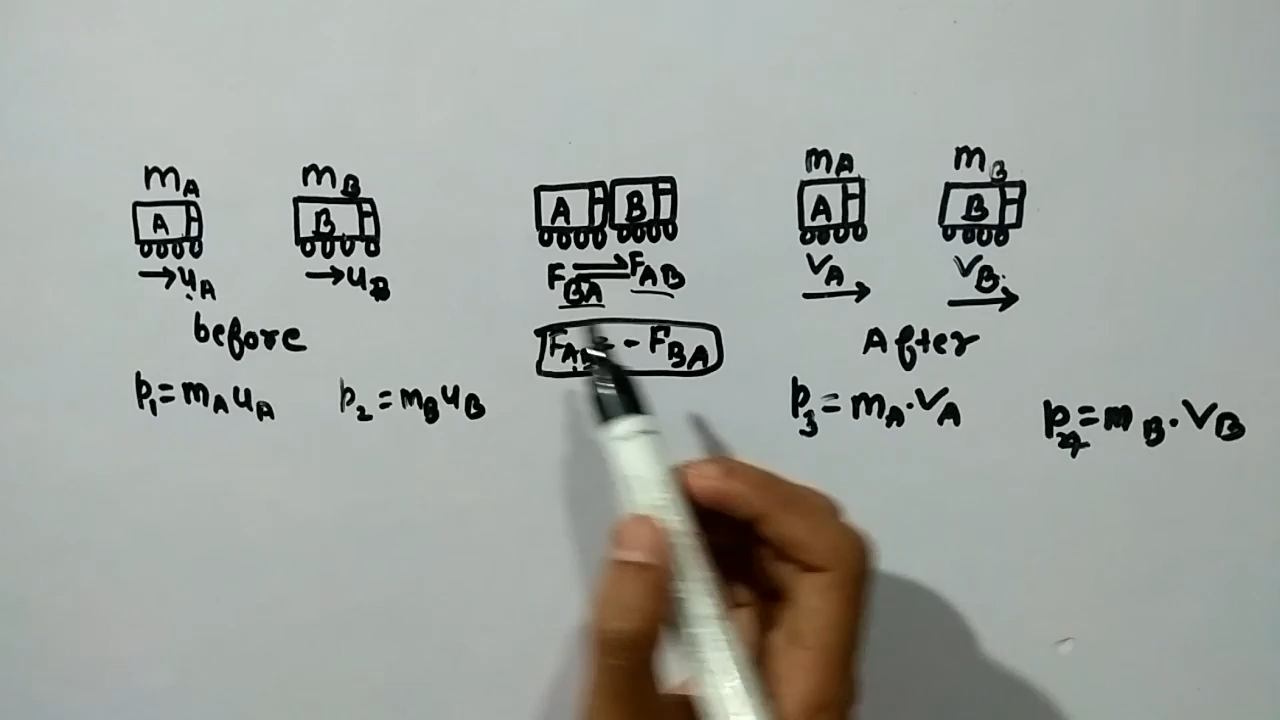 mA mB
A B
uA uB
before
p1 = mA uA p2 = mB uB
A B
FBA FAB
FAB = - FBA
mA mB
A B
VA VB
After
p3 = mA · VA p4 = mB · VB